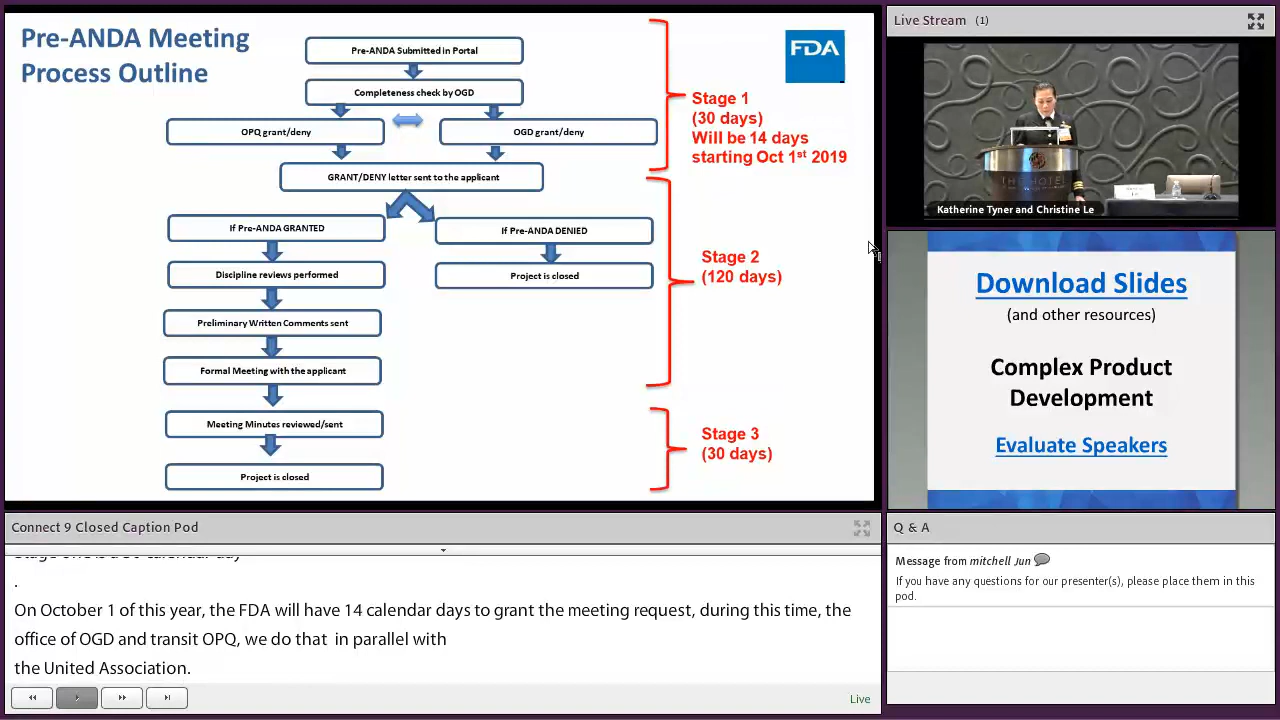 Pre-ANDA Meeting
Process Outline
Pre-ANDA Submitted in Portal
Completeness check by OGD
OPQ grant/deny
OGD grant/deny
GRANT/DENY letter sent to the applicant
If Pre-ANDA GRANTED
If Pre-ANDA DENIED
Discipline reviews performed
Project is closed
Preliminary Written Comments sent
Formal Meeting with the applicant
Meeting Minutes reviewed/sent
Project is closed
FDA
Stage 1
(30 days)
Will be 14 days
starting Oct 1st 2019
Stage 2
(120 days)
Stage 3
(30 days)
Live Stream (1)
THE HOTEL
Katherine Tyner and Christine Le
Download Slides
(and other resources)
Complex Product
Development
Evaluate Speakers
Connect 9 Closed Caption Pod
.
On October 1 of this year, the FDA will have 14 calendar days to grant the meeting request, during this time, the
office of OGD and transit OPQ, we do that in parallel with
the United Association.
Live
Q & A
Message from mitchell Jun
If you have any questions for our presenter(s), please place them in this
pod.